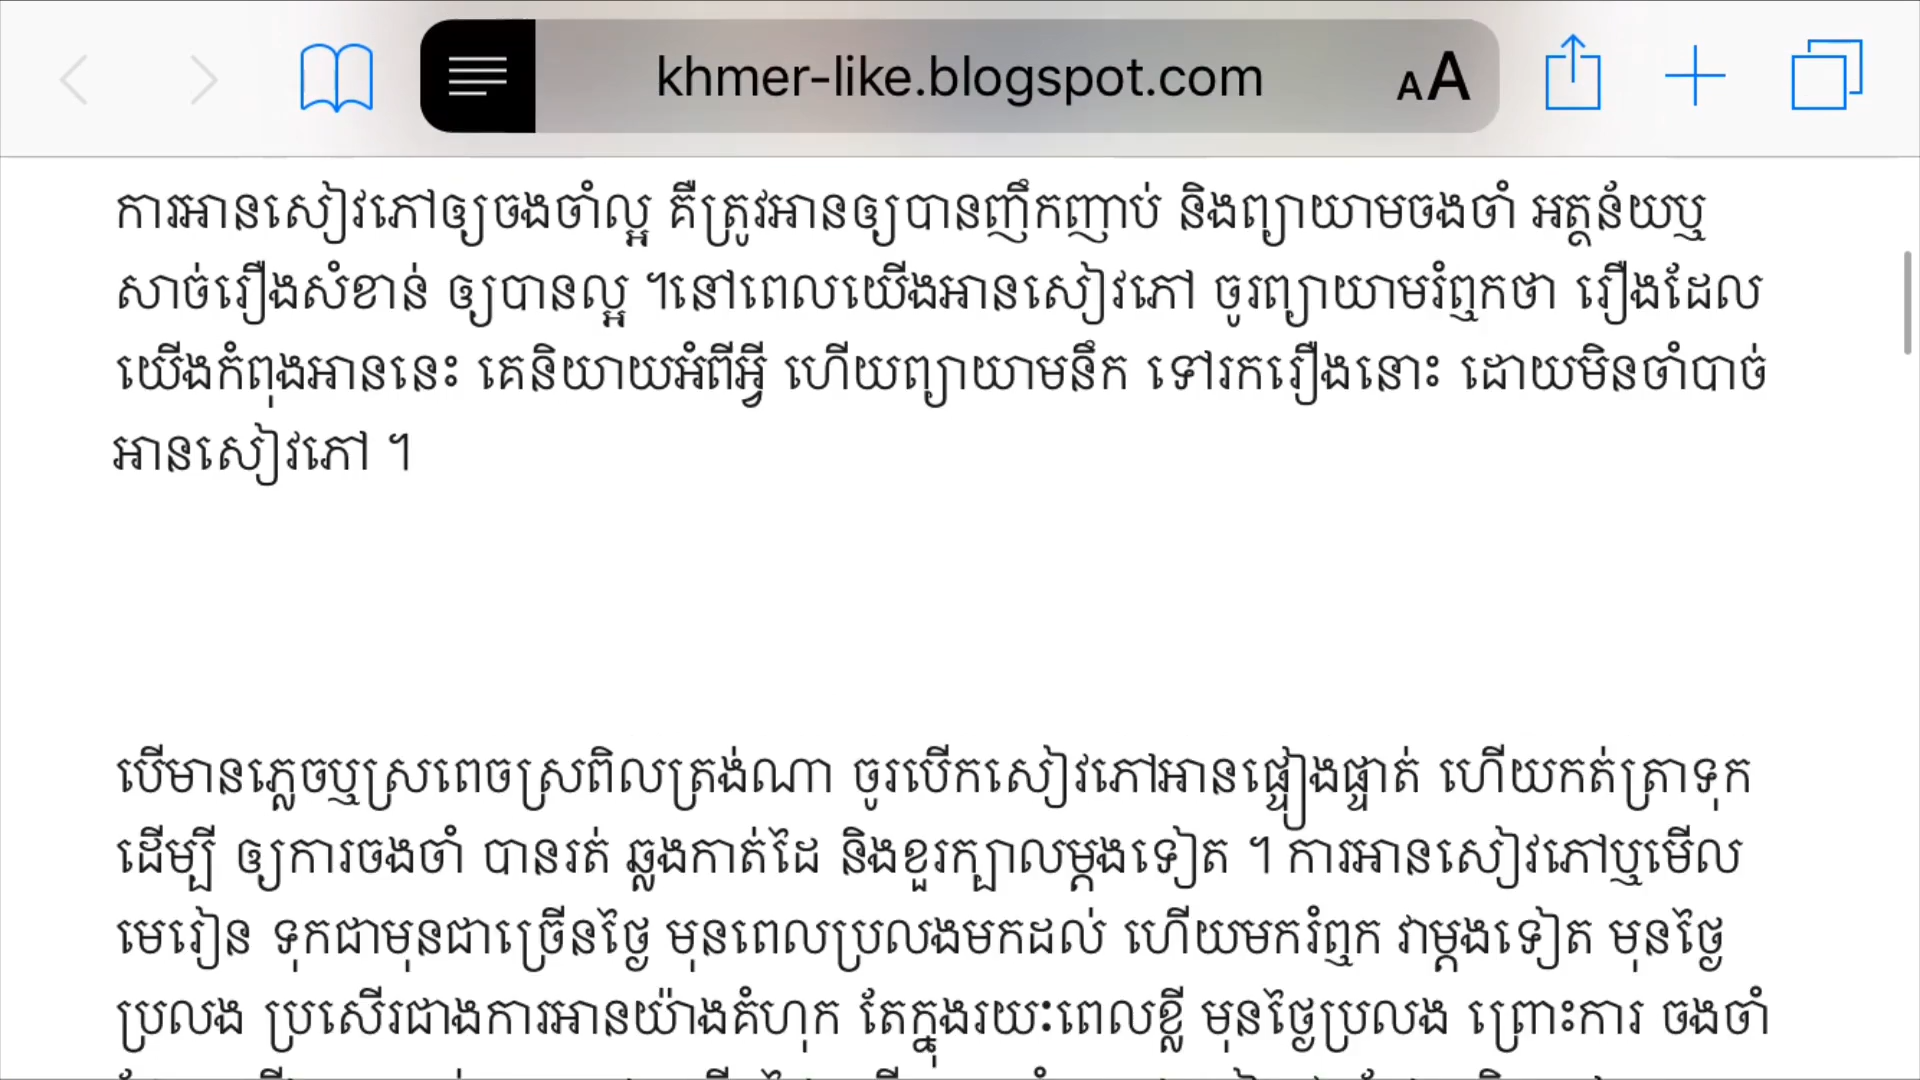 khmer-like.blogspot.com
AA
ការអានសៀវភៅឲ្យចងចាំល្អ គឺត្រូវអានឲ្យបានញឹកញាប់ និងព្យាយាមចងចាំ អត្ថន័យឬ
សាច់រឿងសំខាន់ ឲ្យបានល្អ ។នៅពេលយើងអានសៀវភៅ ចូរព្យាយាមរំឮកថា រឿងដែល
យើងកំពុងអាននេះ គេនិយាយអំពីអ្វី ហើយព្យាយាមនឹក ទៅរករឿងនោះ ដោយមិនចាំបាច់
អានសៀវភៅ ។
បើមានភ្លេចឬស្រពេចស្រពិលត្រង់ណា ចូរបើកសៀវភៅអានផ្ទៀងផ្ទាត់ ហើយកត់ត្រាទុក
ដើម្បី ឲ្យការចងចាំ បានរត់ ឆ្លងកាត់ដៃ និងខួរក្បាលម្តងទៀត ។ ការអានសៀវភៅឬមើល
មេរៀន ទុកជាមុនជាច្រើនថ្ងៃ មុនពេលប្រលងមកដល់ ហើយមករំឮក វាម្តងទៀត មុនថ្ងៃ
ប្រលង ប្រសើរជាងការអានយ៉ាងគំហុក តែក្នុងរយៈពេលខ្លី មុនថ្ងៃប្រលង ព្រោះការ ចងចាំ